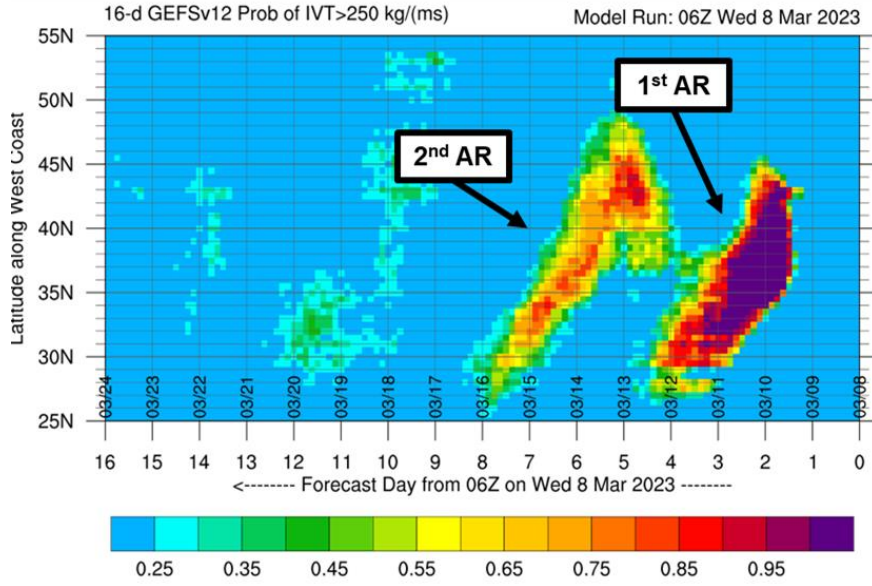 16-d GEFSv12 Prob of IVT>250 kg/(ms) Model Run: 06Z Wed 8 Mar 2023
55N
50N
45N
40N
35N
30N
25N
Latitude along West Coast
1st AR
2nd AR
03/24 03/23 03/22 03/21 03/20 03/19 03/18 03/17 03/16 03/15 03/14 03/13 03/12 03/11 03/10 03/09 03/08
16 15 14 13 12 11 10 9 8 7 6 5 4 3 2 1 0
<-------- Forecast Day from 06Z on Wed 8 Mar 2023 --------
0.25 0.35 0.45 0.55 0.65 0.75 0.85 0.95